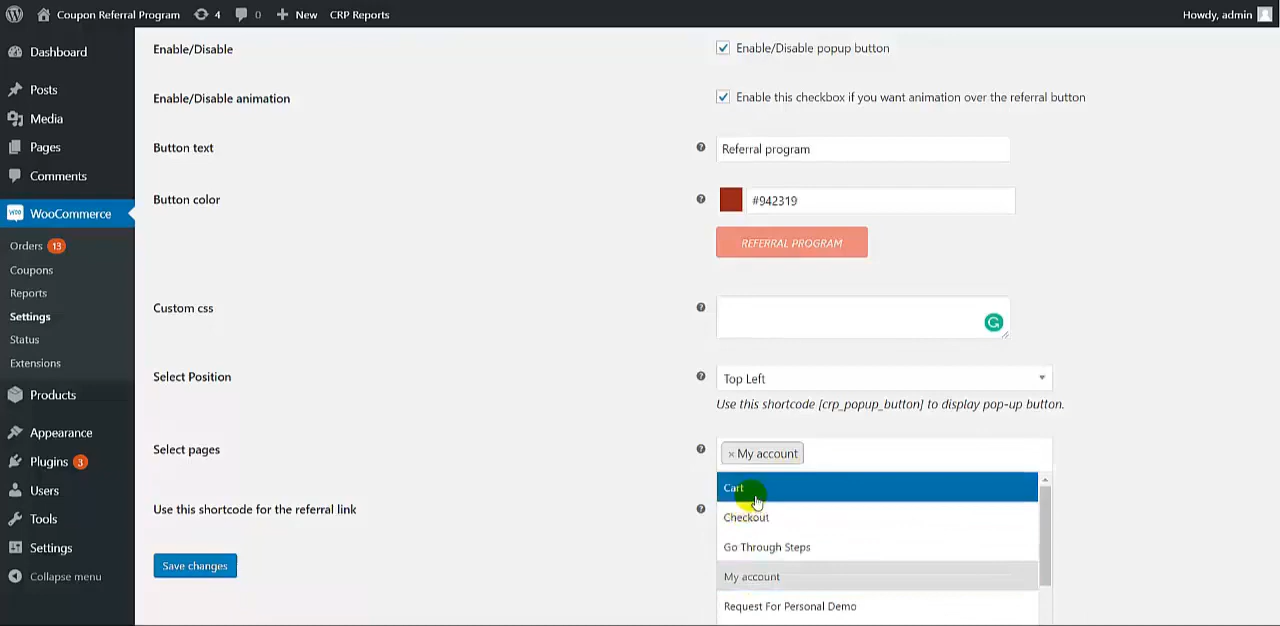 Coupon Referral Program 4 0 New CRP Reports Howdy, admin
Dashboard
Posts
Media
Pages
Comments
WOO WooCommerce
Orders 13
Coupons
Reports
Settings
Status
Extensions
Products
Appearance
Plugins 3
Users
Tools
Settings
Collapse menu
Enable/Disable
Enable/Disable popup button
Enable/Disable animation
Enable this checkbox if you want animation over the referral button
Button text
Referral program
Button color
#942319
REFERRAL PROGRAM
Custom css
Select Position
Top Left
Use this shortcode [crp_popup_button] to display pop-up button.
Select pages
× My account
Cart
Checkout
Go Through Steps
My account
Request For Personal Demo
Use this shortcode for the referral link
Save changes